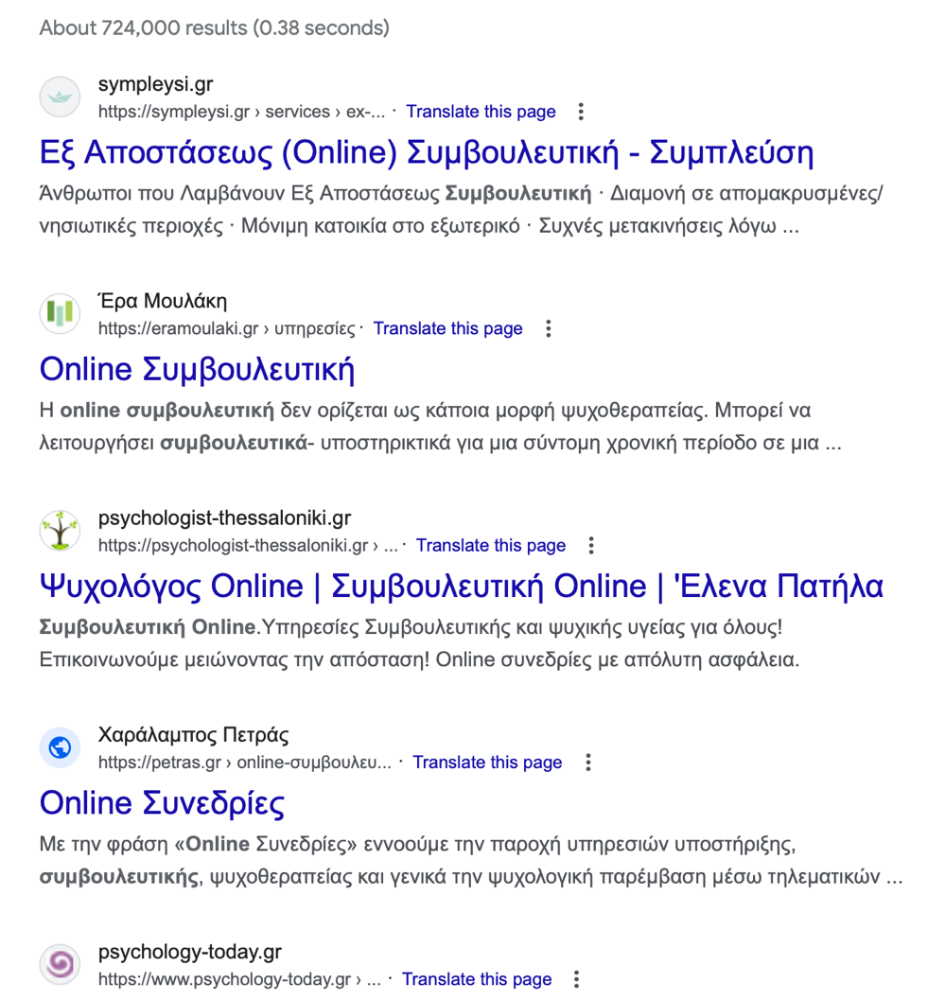 About 724,000 results (0.38 seconds)
sympleysi.gr
https://sympleysi.gr › services › ex-... · Translate this page
Εξ Αποστάσεως (Online) Συμβουλευτική - Συμπλεύση
Άνθρωποι που Λαμβάνουν Εξ Αποστάσεως Συμβουλευτική · Διαμονή σε απομακρυσμένες/
νησιωτικές περιοχές · Μόνιμη κατοικία στο εξωτερικό · Συχνές μετακινήσεις λόγω ...
Έρα Μουλάκη
https://eramoulaki.gr › υπηρεσίες · Translate this page
Online Συμβουλευτική
Η online συμβουλευτική δεν ορίζεται ως κάποια μορφή ψυχοθεραπείας. Μπορεί να
λειτουργήσει συμβουλευτικά- υποστηρικτικά για μια σύντομη χρονική περίοδο σε μια ...
psychologist-thessaloniki.gr
https://psychologist-thessaloniki.gr › ... · Translate this page
Ψυχολόγος Online | Συμβουλευτική Online | 'Ελενα Πατήλα
Συμβουλευτική Online.Υπηρεσίες Συμβουλευτικής και ψυχικής υγείας για όλους!
Επικοινωνούμε μειώνοντας την απόσταση! Online συνεδρίες με απόλυτη ασφάλεια.
Χαράλαμπος Πετράς
https://petras.gr › online-συμβουλευ... · Translate this page
Online Συνεδρίες
Με την φράση «Online Συνεδρίες» εννοούμε την παροχή υπηρεσιών υποστήριξης,
συμβουλευτικής, ψυχοθεραπείας και γενικά την ψυχολογική παρέμβαση μέσω τηλεματικών ...
psychology-today.gr
https://www.psychology-today.gr › ... · Translate this page